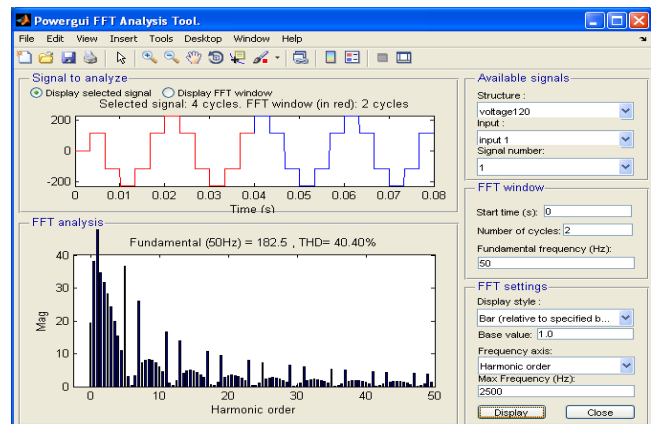 Powergui FFT Analysis Tool.
File Edit View Insert Tools Desktop Window Help
Signal to analyze
Display selected signal Display FFT window
Selected signal: 4 cycles. FFT window (in red): 2 cycles
200
0
-200
0 0.01 0.02 0.03 0.04 0.05 0.06 0.07 0.08
Time (s)
FFT analysis
Fundamental (50Hz) = 182.5 , THD= 40.40%
40
30
20
10
0
Mag
0 10 20 30 40 50
Harmonic order
Available signals
Structure :
voltage120
Input :
input 1
Signal number:
1
FFT window
Start time (s): 0
Number of cycles: 2
Fundamental frequency (Hz):
50
FFT settings
Display style :
Bar (relative to specified b...
Base value: 1.0
Frequency axis:
Harmonic order
Max Frequency (Hz):
2500
Display Close